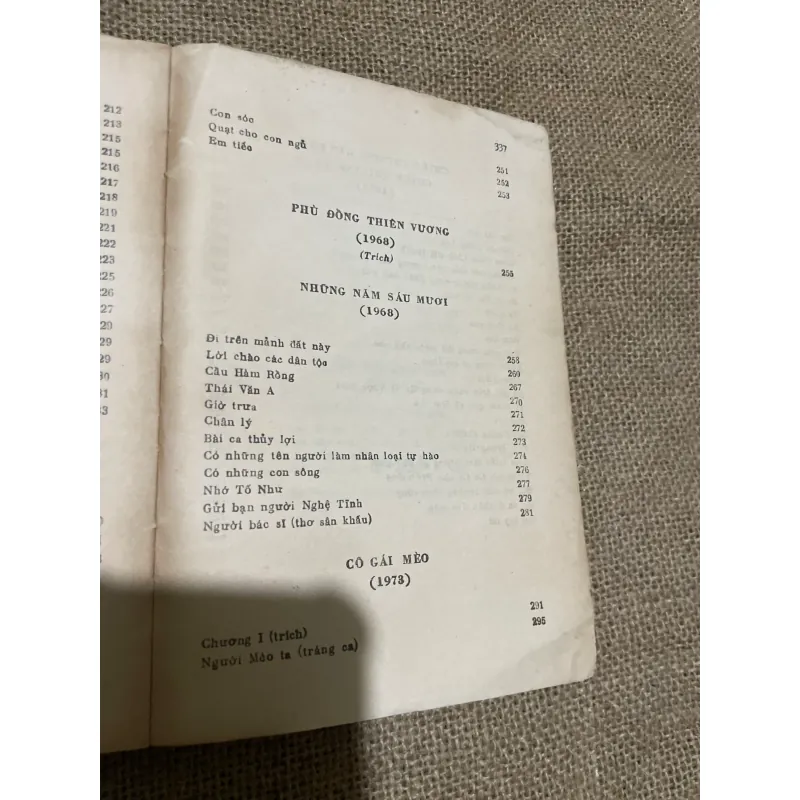 212
213
215
215
216
217
218
219
221
222
223
225
226
27
29
29
29
30
31
33
337
Con sóc 251
Quạt cho con ngủ 252
Em tiếc 253
PHÙ ĐỒNG THIÊN VƯƠNG
(1968)
(Trích) 255
NHỮNG NĂM SÁU MƯƠI
(1968)
Đi trên mảnh đất này 258
Lời chào các dân tộc 260
Cầu Hàm Rồng 267
Thái Văn A 270
Giờ trưa 271
Chân lý 272
Bài ca thủy lợi 273
Có những tên người làm nhân loại tự hào 274
Có những con sông 276
Nhớ Tố Như 277
Gửi bạn người Nghệ Tĩnh 279
Người bác sĩ (thơ sân khấu) 281
CÔ GÁI MÈO
(1973)
Chương I (trích) 291
Người Mèo ta (tráng ca) 295